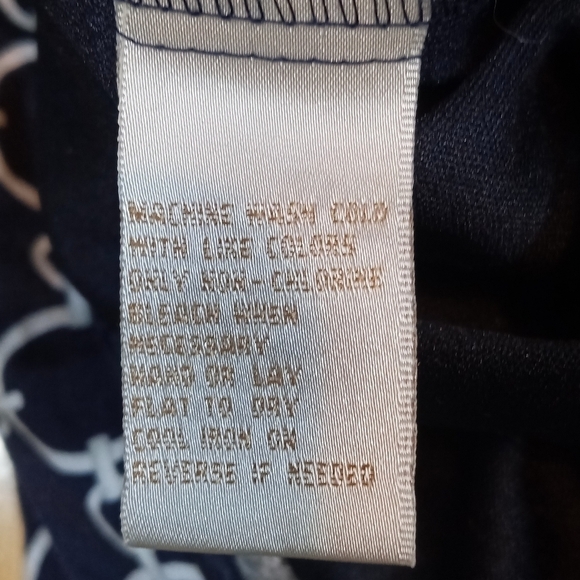 MACHINE WASH COLD
WITH LIKE COLORS
ONLY NON-CHLORINE
BLEACH WHEN
NECESSARY
HAND OR LAY
FLAT TO DRY
COOL IRON ON
REVERSE IF NEEDED